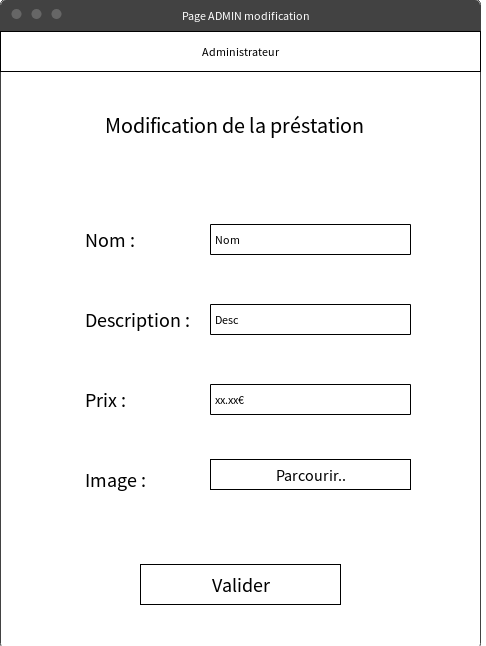 Page ADMIN modification
Administrateur
Modification de la préstation
Nom :
Nom
Description :
Desc
Prix :
xx.xx€
Image :
Parcourir..
Valider